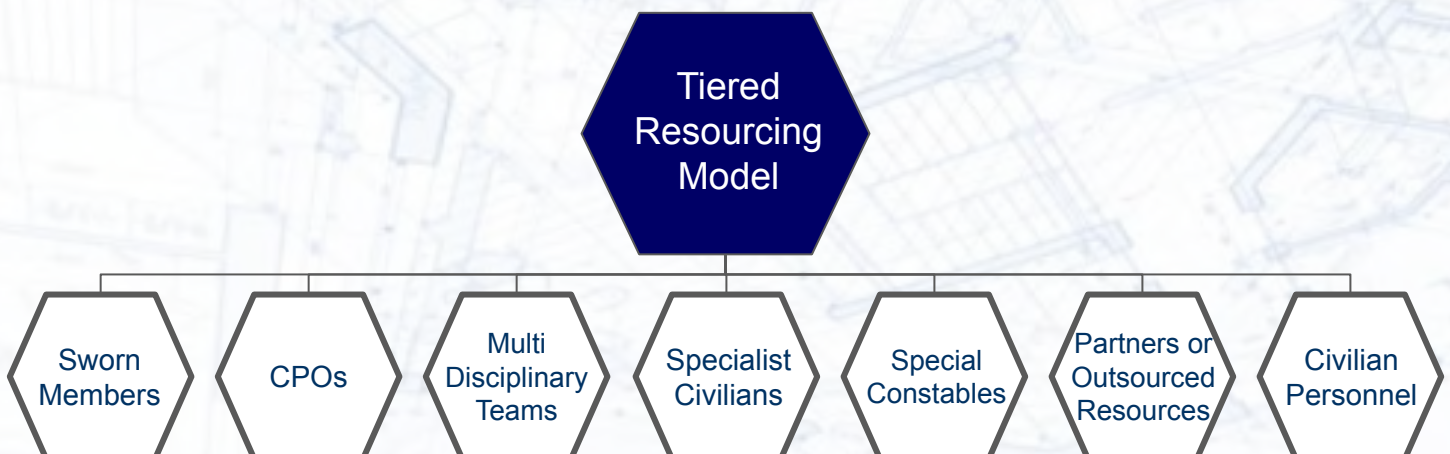 Tiered
Resourcing
Model
Sworn
Members
CPOs
Multi
Disciplinary
Teams
Specialist
Civilians
Special
Constables
Partners or
Outsourced
Resources
Civilian
Personnel